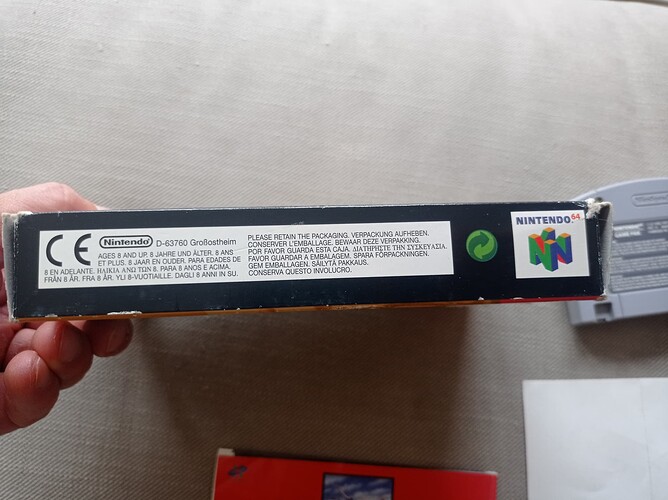 CE
Nintendo D-63760 Großostheim
AGES 8 AND UP. 8 JAHRE UND ÄLTER. 8 ANS
ET PLUS. 8 JAAR EN OUDER. PARA EDADES DE
8 EN ADELANTE. ΗΛΙΚΙΑ ΑΝΩ ΤΩΝ 8. PARA 8 ANOS E ACIMA.
FRÅN 8 ÅR. FRA 8 ÅR. YLI 8-VUOTIAILLE. DAGLI 8 ANNI IN SU.
PLEASE RETAIN THE PACKAGING. VERPACKUNG AUFHEBEN.
CONSERVER L'EMBALLAGE. BEWAAR DEZE VERPAKKING.
POR FAVOR GUARDA ESTA CAJA. ΔΙΑΤΗΡΗΣΤΕ ΤΗΝ ΣΥΣΚΕΥΑΣΙΑ.
FAVOR GUARDAR A EMBALAGEM. SPARA FÖRPACKNINGEN.
GEM EMBALLAGEN. SÄILYTÄ PAKKAUS.
CONSERVA QUESTO INVOLUCRO.
NINTENDO 64